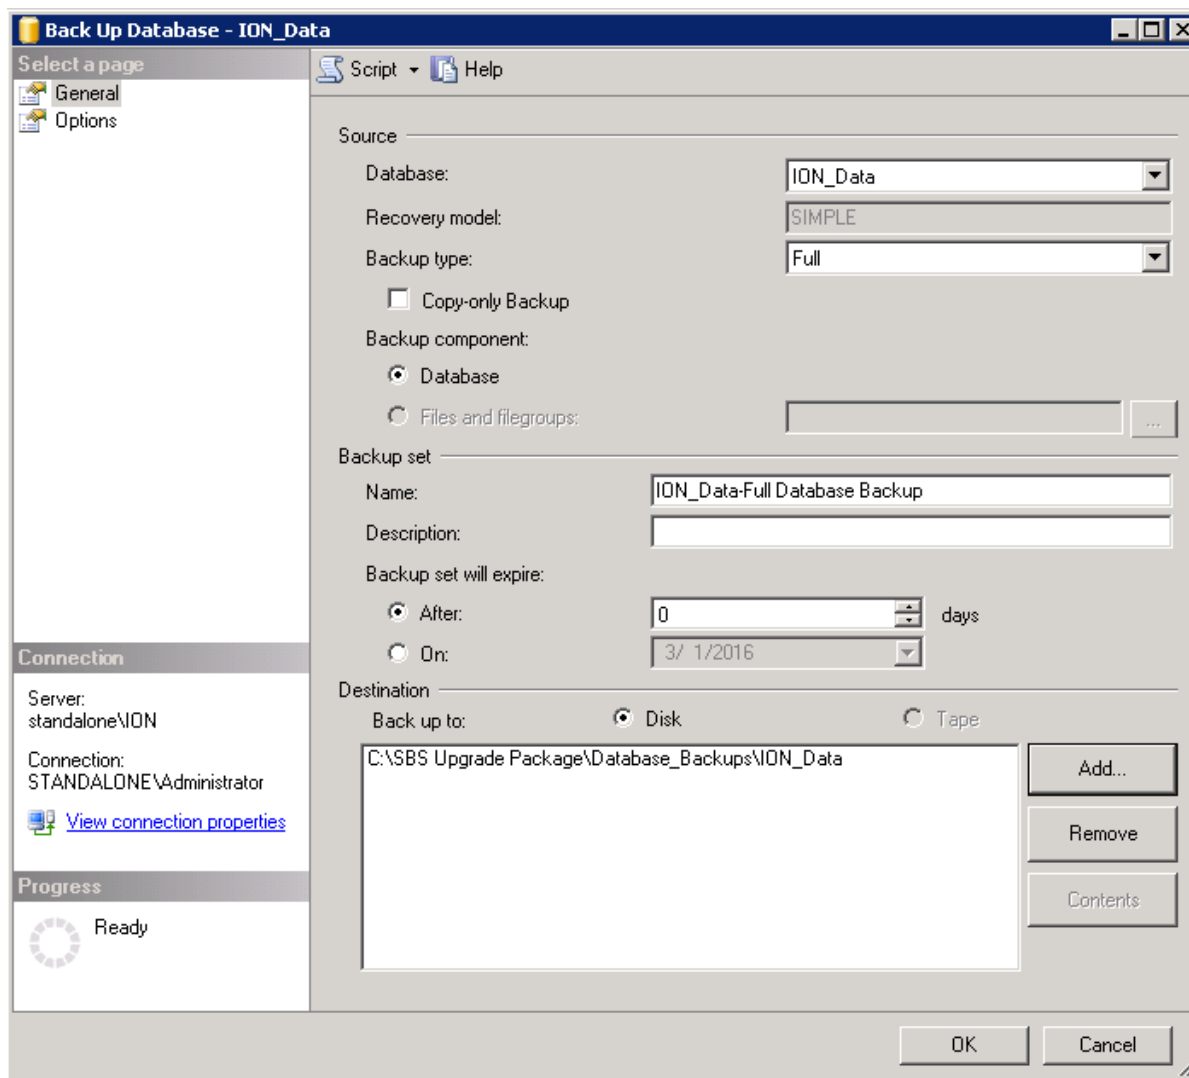 Back Up Database - ION_Data
Select a page
General
Options
Script
Help
Source
Database:
ION_Data
Recovery model:
SIMPLE
Backup type:
Full
Copy-only Backup
Backup component:
Database
Files and filegroups:
...
Backup set
Name:
ION_Data-Full Database Backup
Description:
Backup set will expire:
After:
0
days
On:
3/ 1/2016
Destination
Back up to:
Disk
Tape
C:\SBS Upgrade Package\Database_Backups\ION_Data
Add...
Remove
Contents
Connection
Server:
standalone\ION
Connection:
STANDALONE\Administrator
View connection properties
Progress
Ready
OK
Cancel